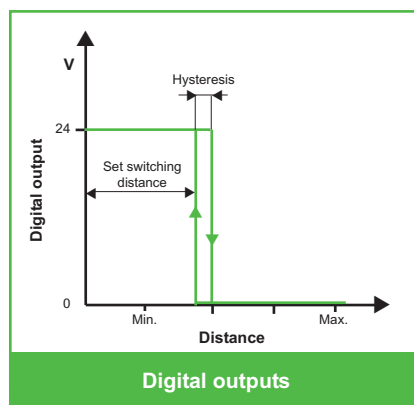 Hysteresis
V
24
Set switching
distance
Digital output
0
Min.
Max.
Distance
Digital outputs